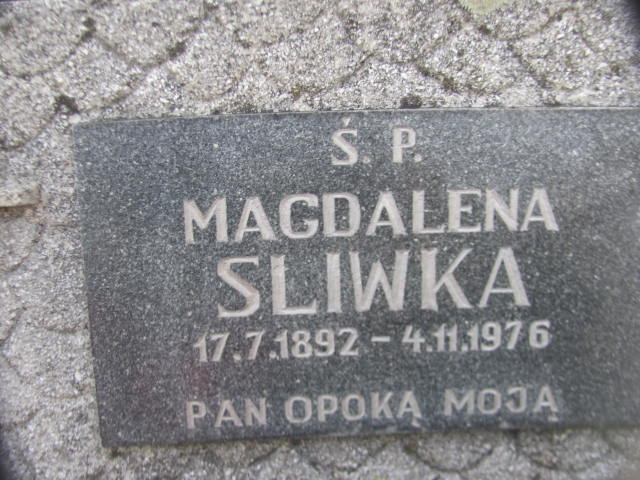 Ś. P.
MAGDALENA
SLIWKA
17.7.1892 – 4.11.1976
PAN OPOKĄ MOJĄ